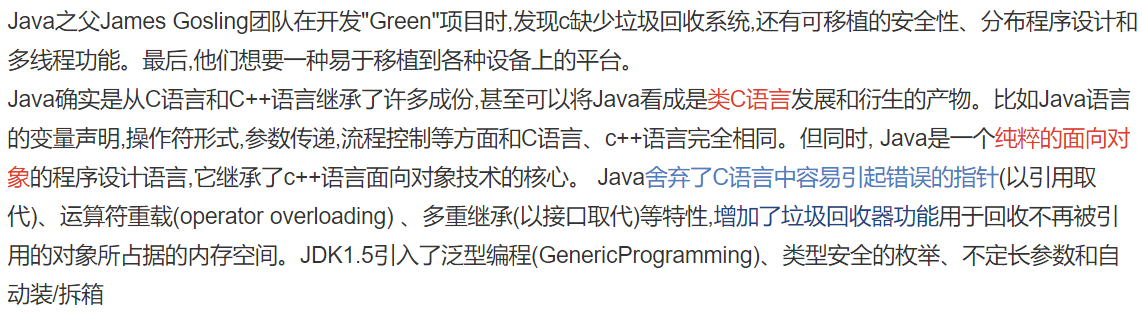 Java之父James Gosling团队在开发"Green"项目时,发现c缺少垃圾回收系统,还有可移植的安全性、分布程序设计和
多线程功能。最后,他们想要一种易于移植到各种设备上的平台。
Java确实是从C语言和C++语言继承了许多成份,甚至可以将Java看成是类C语言发展和衍生的产物。比如Java语言
的变量声明,操作符形式,参数传递,流程控制等方面和C语言、c++语言完全相同。但同时, Java是一个纯粹的面向对
象的程序设计语言,它继承了c++语言面向对象技术的核心。 Java舍弃了C语言中容易引起错误的指针(以引用取
代)、运算符重载(operator overloading) 、多重继承(以接口取代)等特性,增加了垃圾回收器功能用于回收不再被引
用的对象所占据的内存空间。JDK1.5引入了泛型编程(GenericProgramming)、类型安全的枚举、不定长参数和自
动装/拆箱